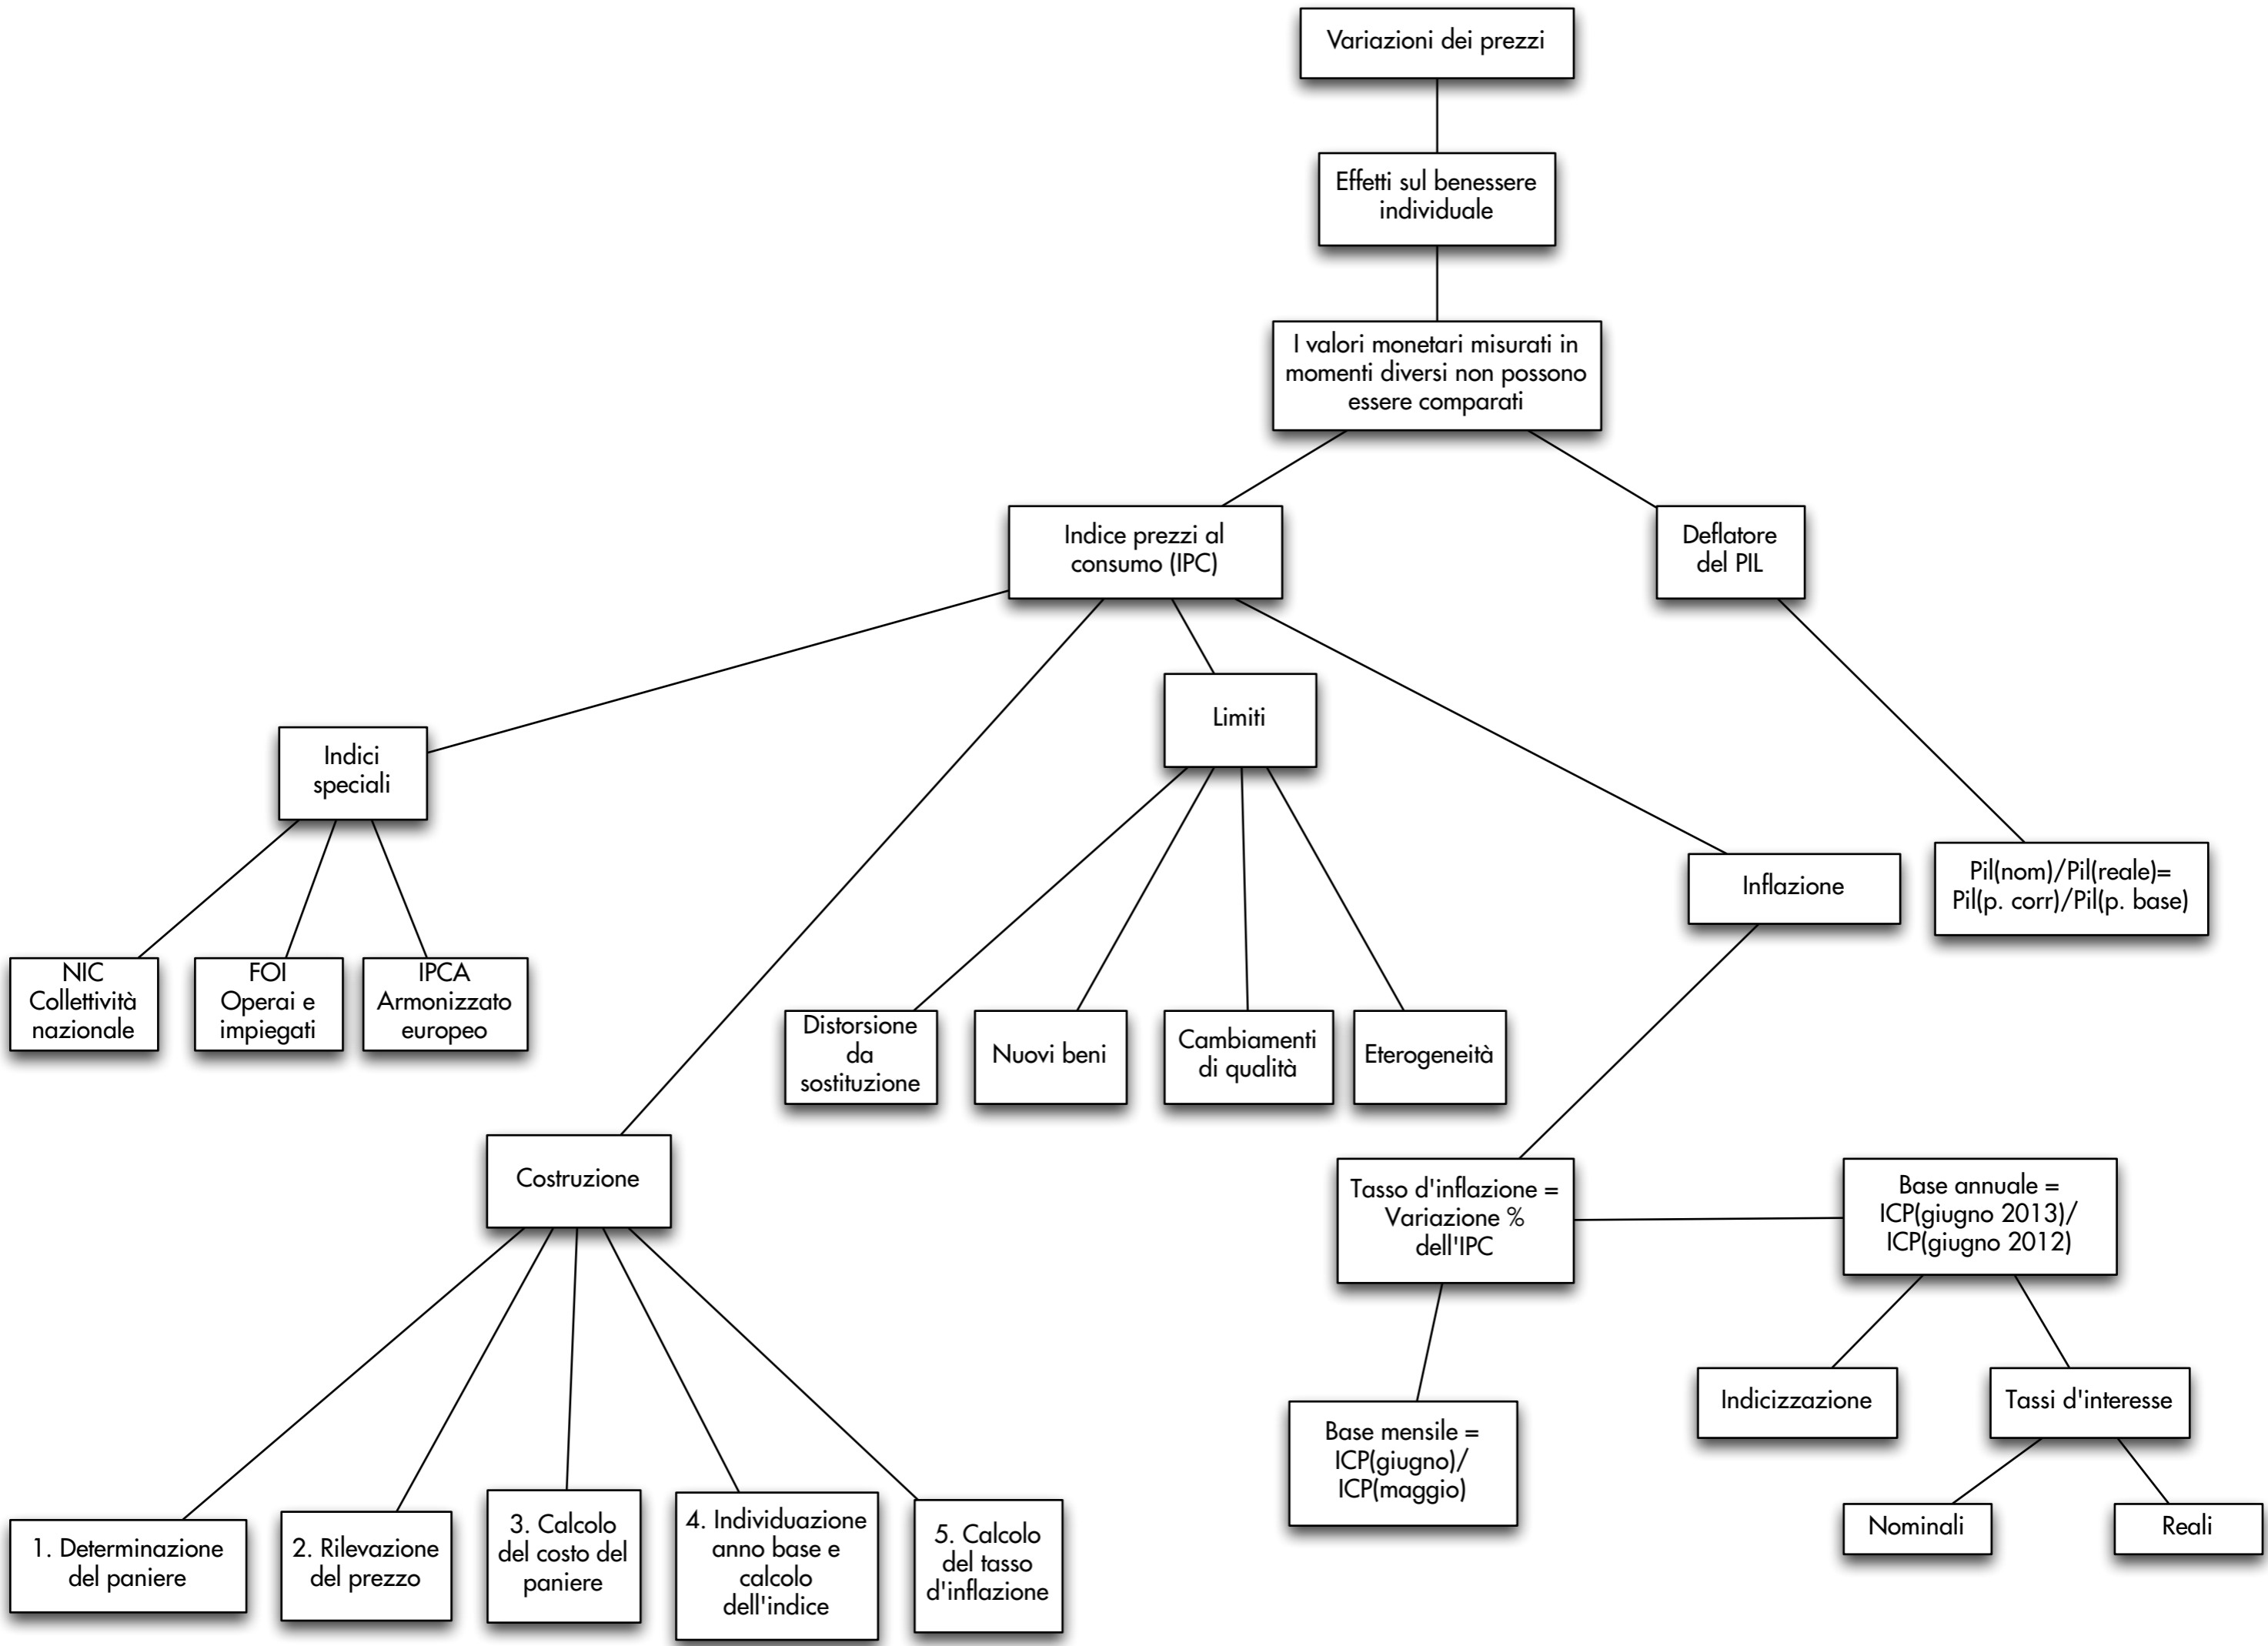 Variazioni dei prezzi
Effetti sul benessere
individuale
I valori monetari misurati in
momenti diversi non possono
essere comparati
Indice prezzi al
consumo (IPC)
Deflatore
del PIL
Limiti
Indici
speciali
Inflazione
Pil(nom)/Pil(reale)=
Pil(p. corr)/Pil(p. base)
NIC
Collettività
nazionale
FOI
Operai e
impiegati
IPCA
Armonizzato
europeo
Distorsione
da
sostituzione
Nuovi beni
Cambiamenti
di qualità
Eterogeneità
Costruzione
Tasso d'inflazione =
Variazione %
dell'IPC
Base annuale =
ICP(giugno 2013)/
ICP(giugno 2012)
Indicizzazione
Tassi d'interesse
Base mensile =
ICP(giugno)/
ICP(maggio)
Nominali
Reali
1. Determinazione
del paniere
2. Rilevazione
del prezzo
3. Calcolo
del costo del
paniere
4. Individuazione
anno base e
calcolo
dell'indice
5. Calcolo
del tasso
d'inflazione